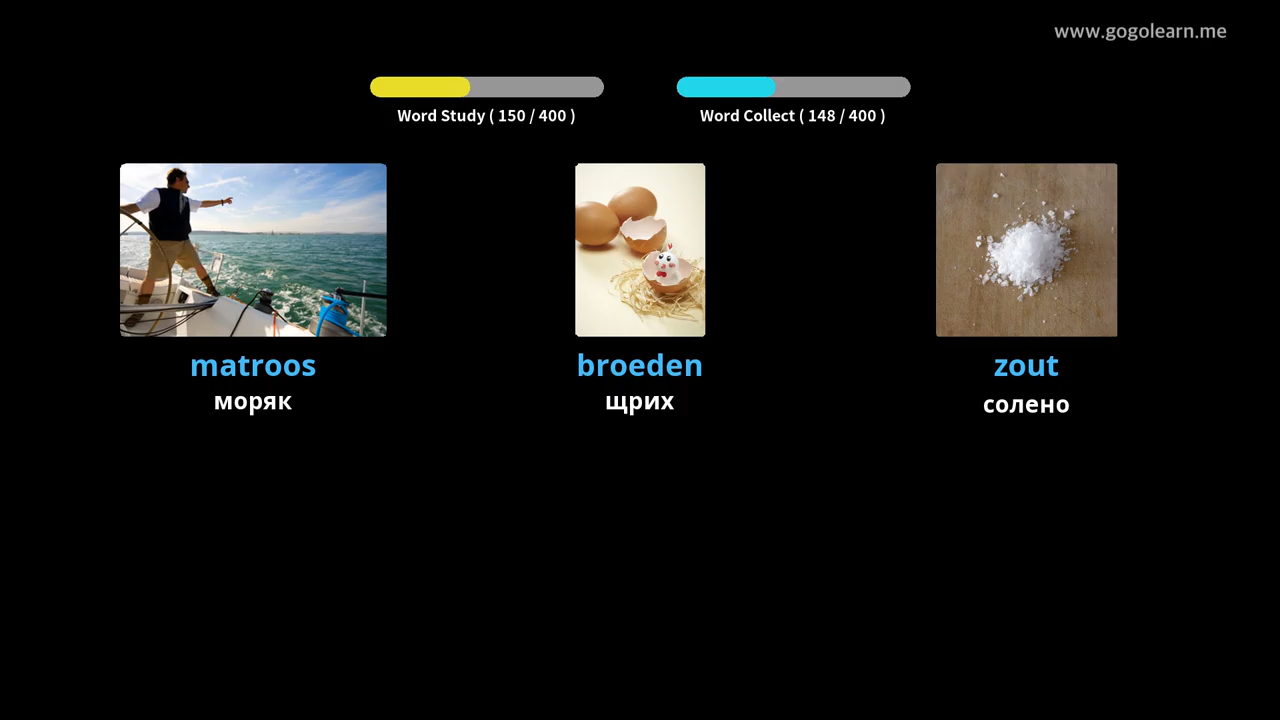 www.gogolearn.me
Word Study ( 150 / 400 )
Word Collect ( 148 / 400 )
matroos
моряк
broeden
щрих
zout
солено